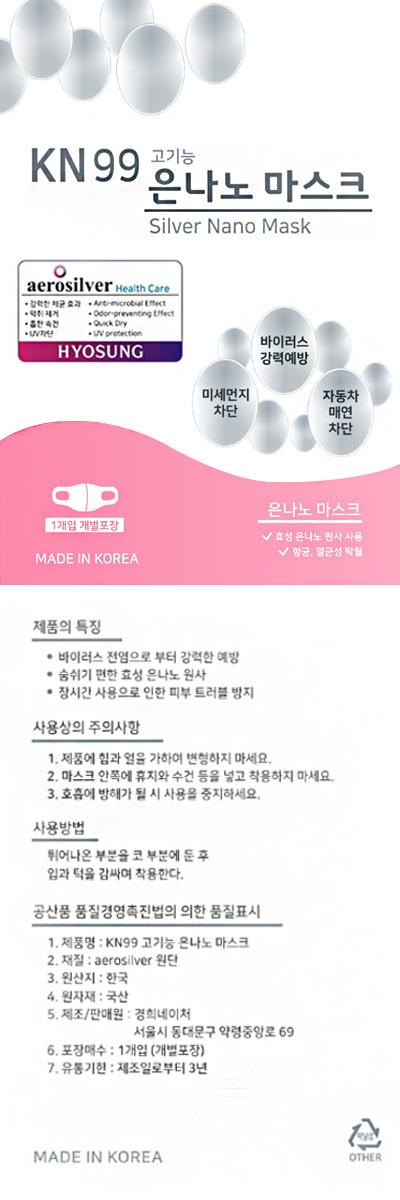 KN99 고기능
은나노 마스크
Silver Nano Mask
aerosilver Health Care
• 강력한 제균 효과 • Anti-microbial Effect
• 악취 제거 • Odor-preventing Effect
• 흡한 속건 • Quick Dry
• UV차단 • UV protection
HYOSUNG
바이러스
강력예방
미세먼지
차단
자동차
매연
차단
1개입 개별포장
MADE IN KOREA
은나노 마스크
✓ 효성 은나노 원사 사용
✓ 항균, 멸균성 탁월
제품의 특징
• 바이러스 전염으로 부터 강력한 예방
• 숨쉬기 편한 효성 은나노 원사
• 장시간 사용으로 인한 피부 트러블 방지
사용상의 주의사항
1. 제품에 힘과 열을 가하여 변형하지 마세요.
2. 마스크 안쪽에 휴지와 수건 등을 넣고 착용하지 마세요.
3. 호흡에 방해가 될 시 사용을 중지하세요.
사용방법
튀어나온 부분을 코 부분에 둔 후
입과 턱을 감싸며 착용한다.
공산품 품질경영촉진법의 의한 품질표시
1. 제품명 : KN99 고기능 은나노 마스크
2. 재질 : aerosilver 원단
3. 원산지 : 한국
4. 원자재 : 국산
5. 제조/판매원 : 경희네이처
서울시 동대문구 약령중앙로 69
6. 포장매수 : 1개입 (개별포장)
7. 유통기한 : 제조일로부터 3년
MADE IN KOREA
OTHER